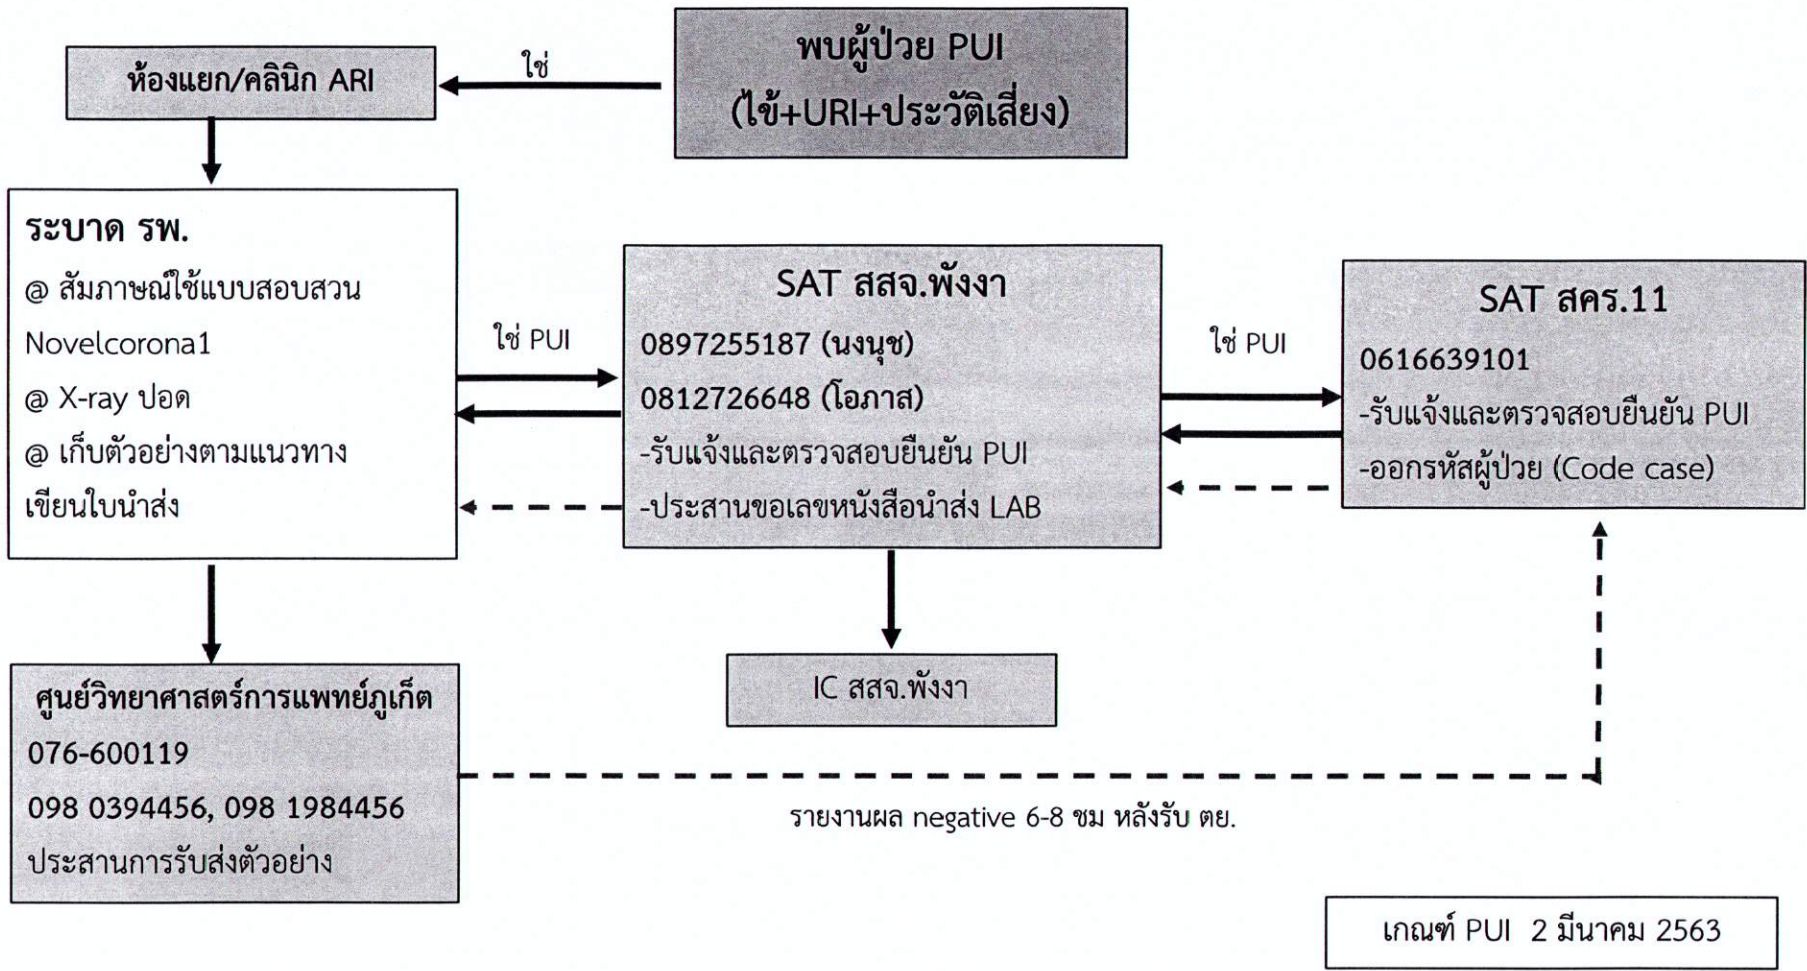 พบผู้ป่วย PUI
(ไข้+URI+ประวัติเสี่ยง)
ใช่
ห้องแยก/คลินิก ARI
ระบาด รพ.
@ สัมภาษณ์ใช้แบบสอบสวน
Novelcorona1
@ X-ray ปอด
@ เก็บตัวอย่างตามแนวทาง
เขียนใบนำส่ง
ใช่ PUI
SAT สสจ.พังงา
0897255187 (นงนุช)
0812726648 (โอภาส)
-รับแจ้งและตรวจสอบยืนยัน PUI
-ประสานขอเลขหนังสือนำส่ง LAB
ใช่ PUI
SAT สคร.11
0616639101
-รับแจ้งและตรวจสอบยืนยัน PUI
-ออกรหัสผู้ป่วย (Code case)
ศูนย์วิทยาศาสตร์การแพทย์ภูเก็ต
076-600119
098 0394456, 098 1984456
ประสานการรับส่งตัวอย่าง
IC สสจ.พังงา
รายงานผล negative 6-8 ชม หลังรับ ตย.
เกณฑ์ PUI  2 มีนาคม 2563